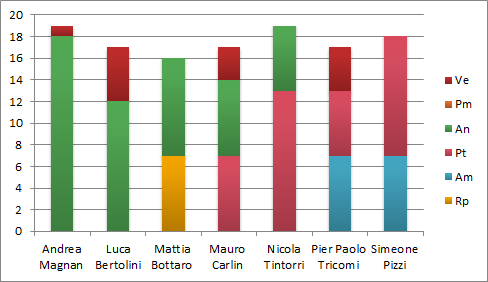 20
18
16
14
12
10
8
6
4
2
0
Andrea Magnan
Luca Bertolini
Mattia Bottaro
Mauro Carlin
Nicola Tintorri
Pier Paolo Tricomi
Simeone Pizzi
Ve
Pm
An
Pt
Am
Rp